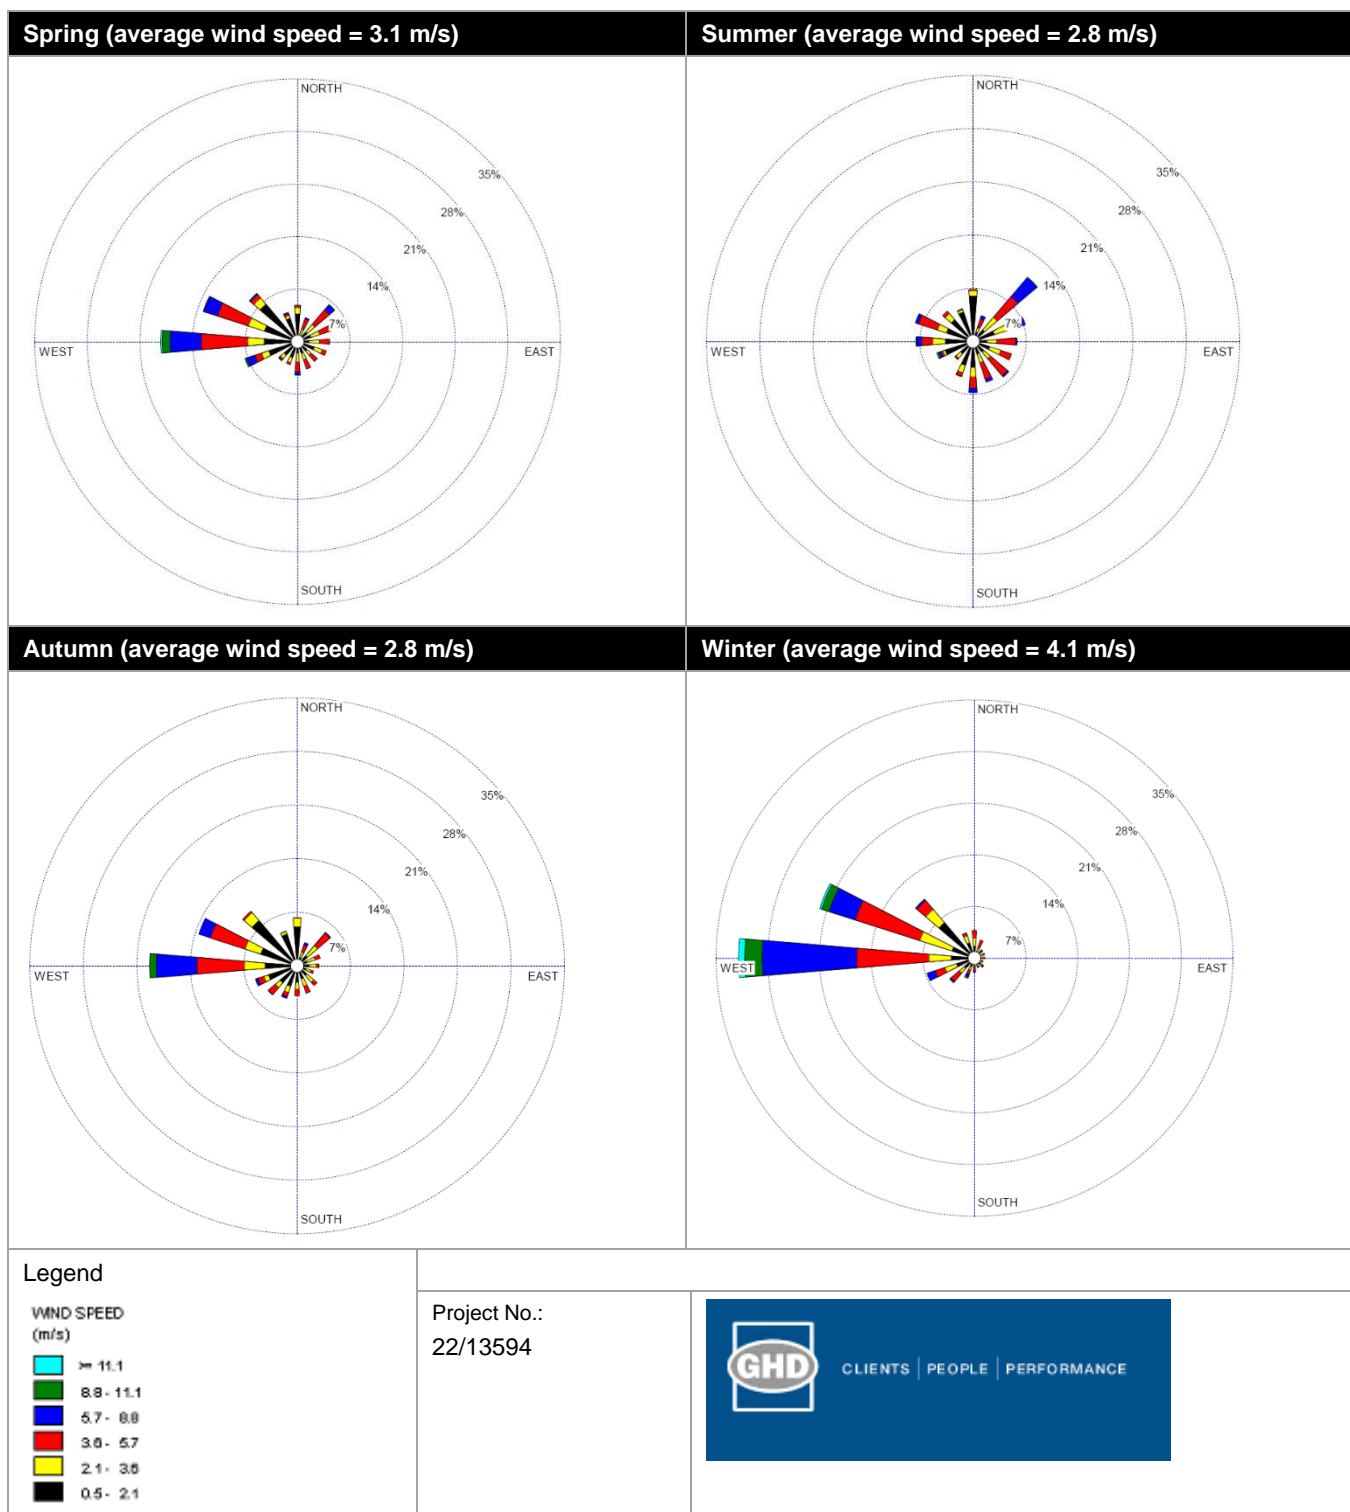 Spring (average wind speed = 3.1 m/s)
Summer (average wind speed = 2.8 m/s)
NORTH
35%
28%
21%
14%
7%
WEST
EAST
SOUTH
NORTH
35%
28%
21%
14%
7%
WEST
EAST
SOUTH
Autumn (average wind speed = 2.8 m/s)
Winter (average wind speed = 4.1 m/s)
NORTH
35%
28%
21%
14%
7%
WEST
EAST
SOUTH
NORTH
35%
28%
21%
14%
7%
WEST
EAST
SOUTH
Legend
WIND SPEED
(m/s)
>= 11.1
8.8 - 11.1
5.7 - 8.8
3.6 - 5.7
2.1 - 3.6
0.5 - 2.1
Project No.:
22/13594
GHD CLIENTS | PEOPLE | PERFORMANCE